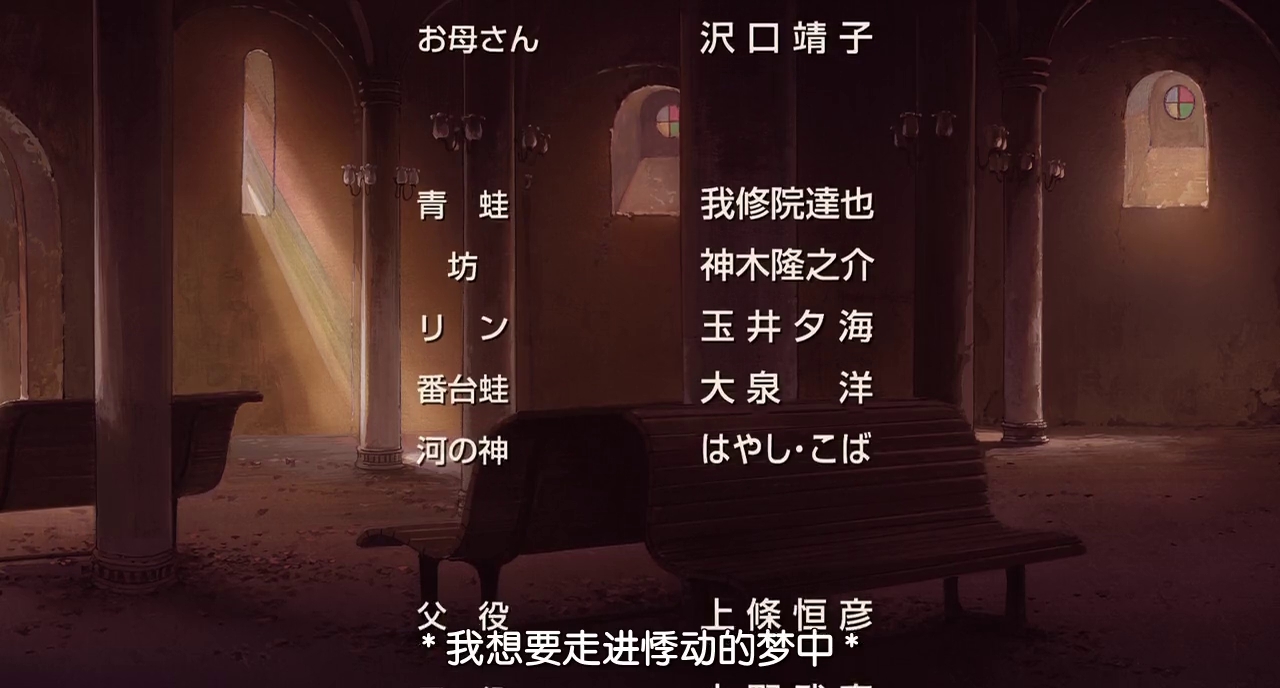 お母さん 沢口靖子
青蛙 我修院達也
坊 神木隆之介
リン 玉井夕海
番台蛙 大泉洋
河の神 はやし・こば
父役 上條恒彦
*我想要走进悸动的梦中*